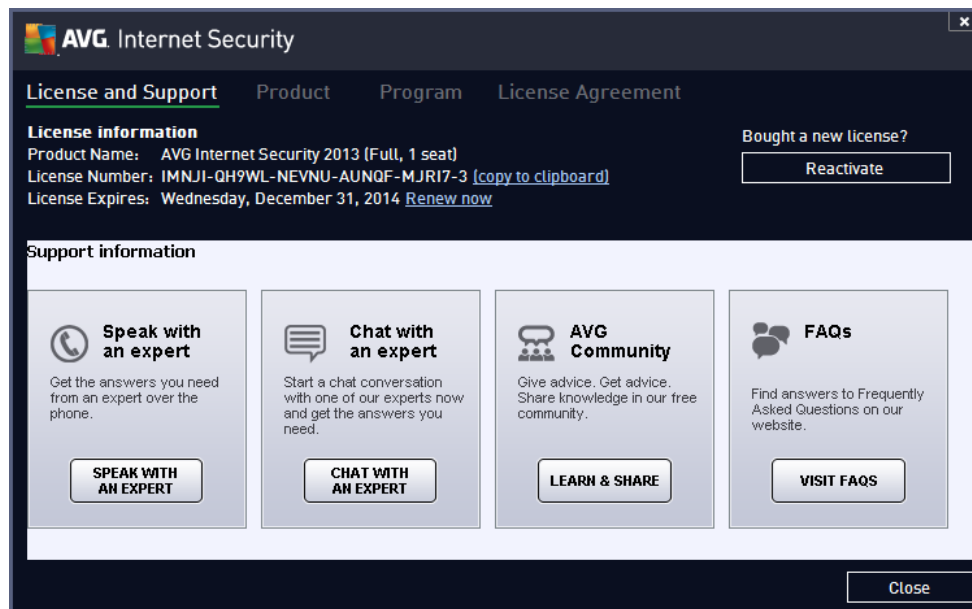 AVG. Internet Security
License and Support Product Program License Agreement
License information
Product Name: AVG Internet Security 2013 (Full, 1 seat)
License Number: IMNJI-QH9WL-NEVNU-AUNQF-MJRI7-3 (copy to clipboard)
License Expires: Wednesday, December 31, 2014 Renew now
Bought a new license?
Reactivate
Support information
Speak with
an expert
Get the answers you need
from an expert over the
phone.
SPEAK WITH
AN EXPERT
Chat with
an expert
Start a chat conversation
with one of our experts now
and get the answers you
need.
CHAT WITH
AN EXPERT
AVG
Community
Give advice. Get advice.
Share knowledge in our free
community.
LEARN & SHARE
FAQs
Find answers to Frequently
Asked Questions on our
website.
VISIT FAQS
Close